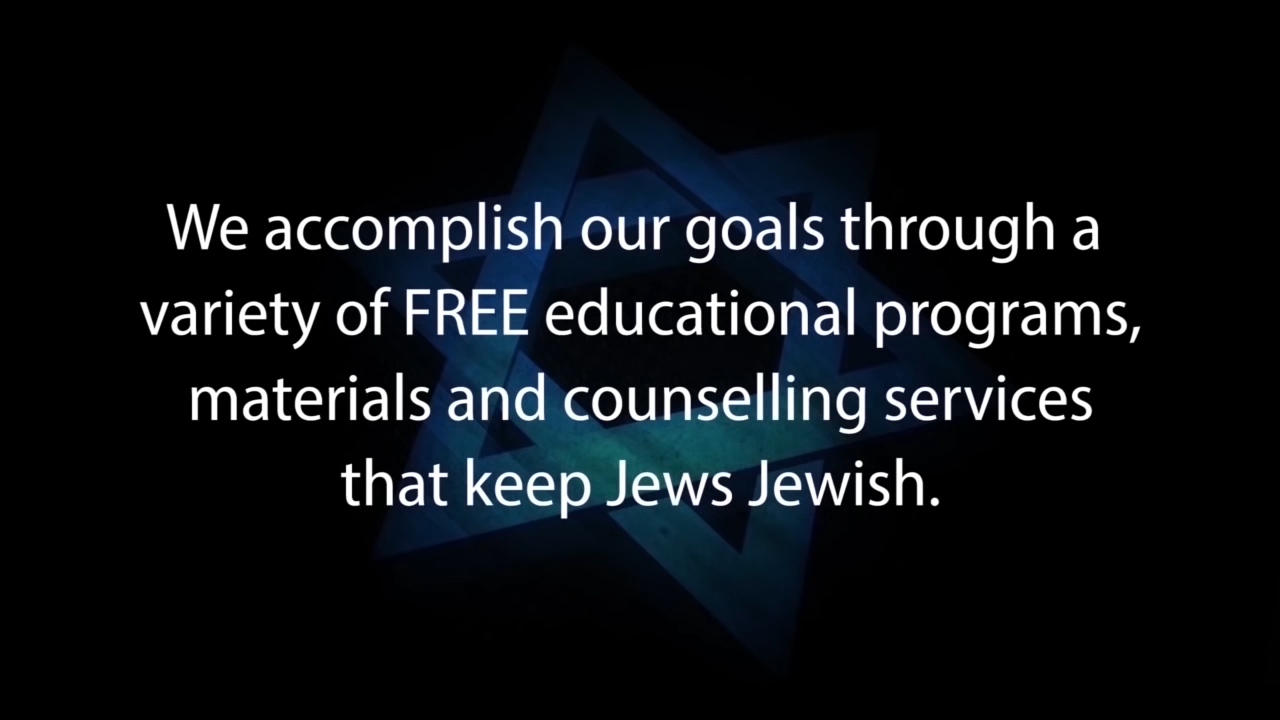 We accomplish our goals through a
variety of FREE educational programs,
materials and counselling services
that keep Jews Jewish.